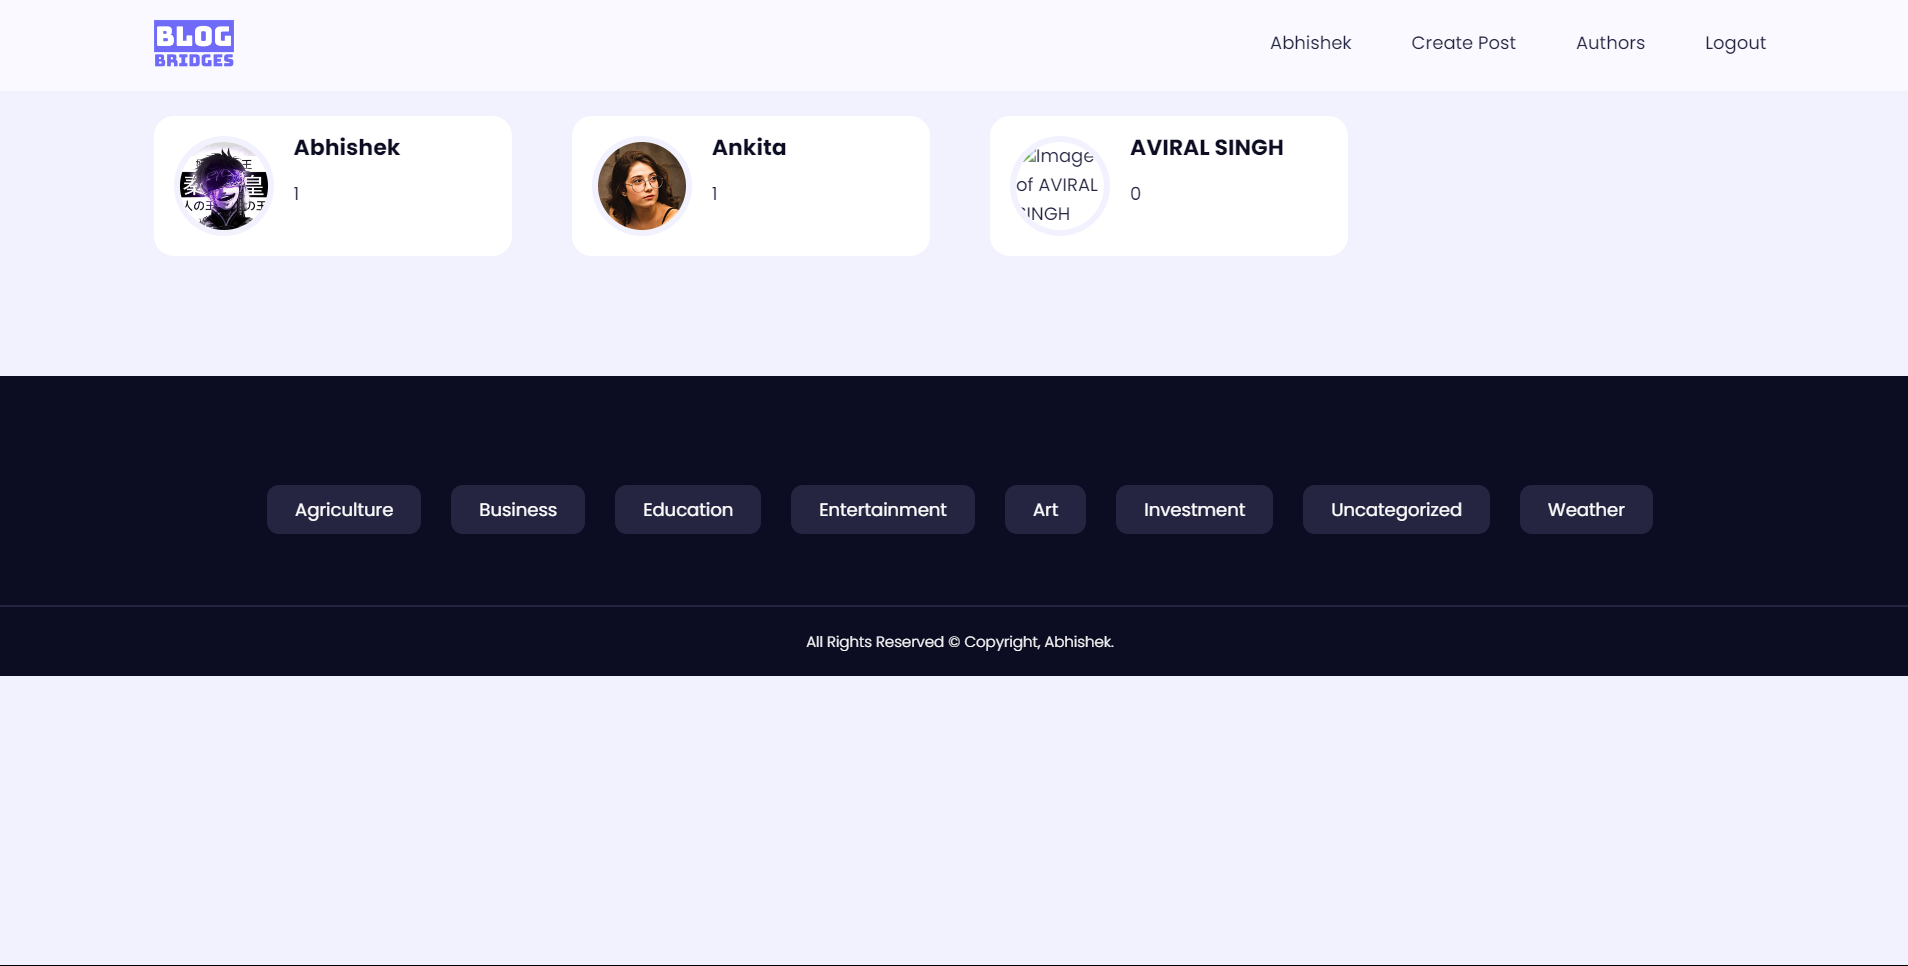 BLOG
BRIDGES
Abhishek
Create Post
Authors
Logout
Abhishek
1
Ankita
1
Image
of AVIRAL
SINGH
AVIRAL SINGH
0
Agriculture
Business
Education
Entertainment
Art
Investment
Uncategorized
Weather
All Rights Reserved © Copyright, Abhishek.